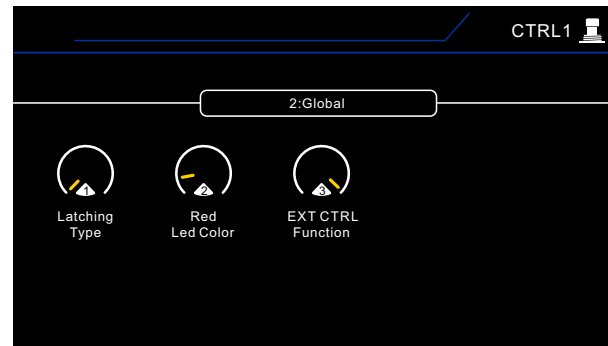 CTRL1
2:Global
1
2
3
Latching
Type
Red
Led Color
EXT CTRL
Function